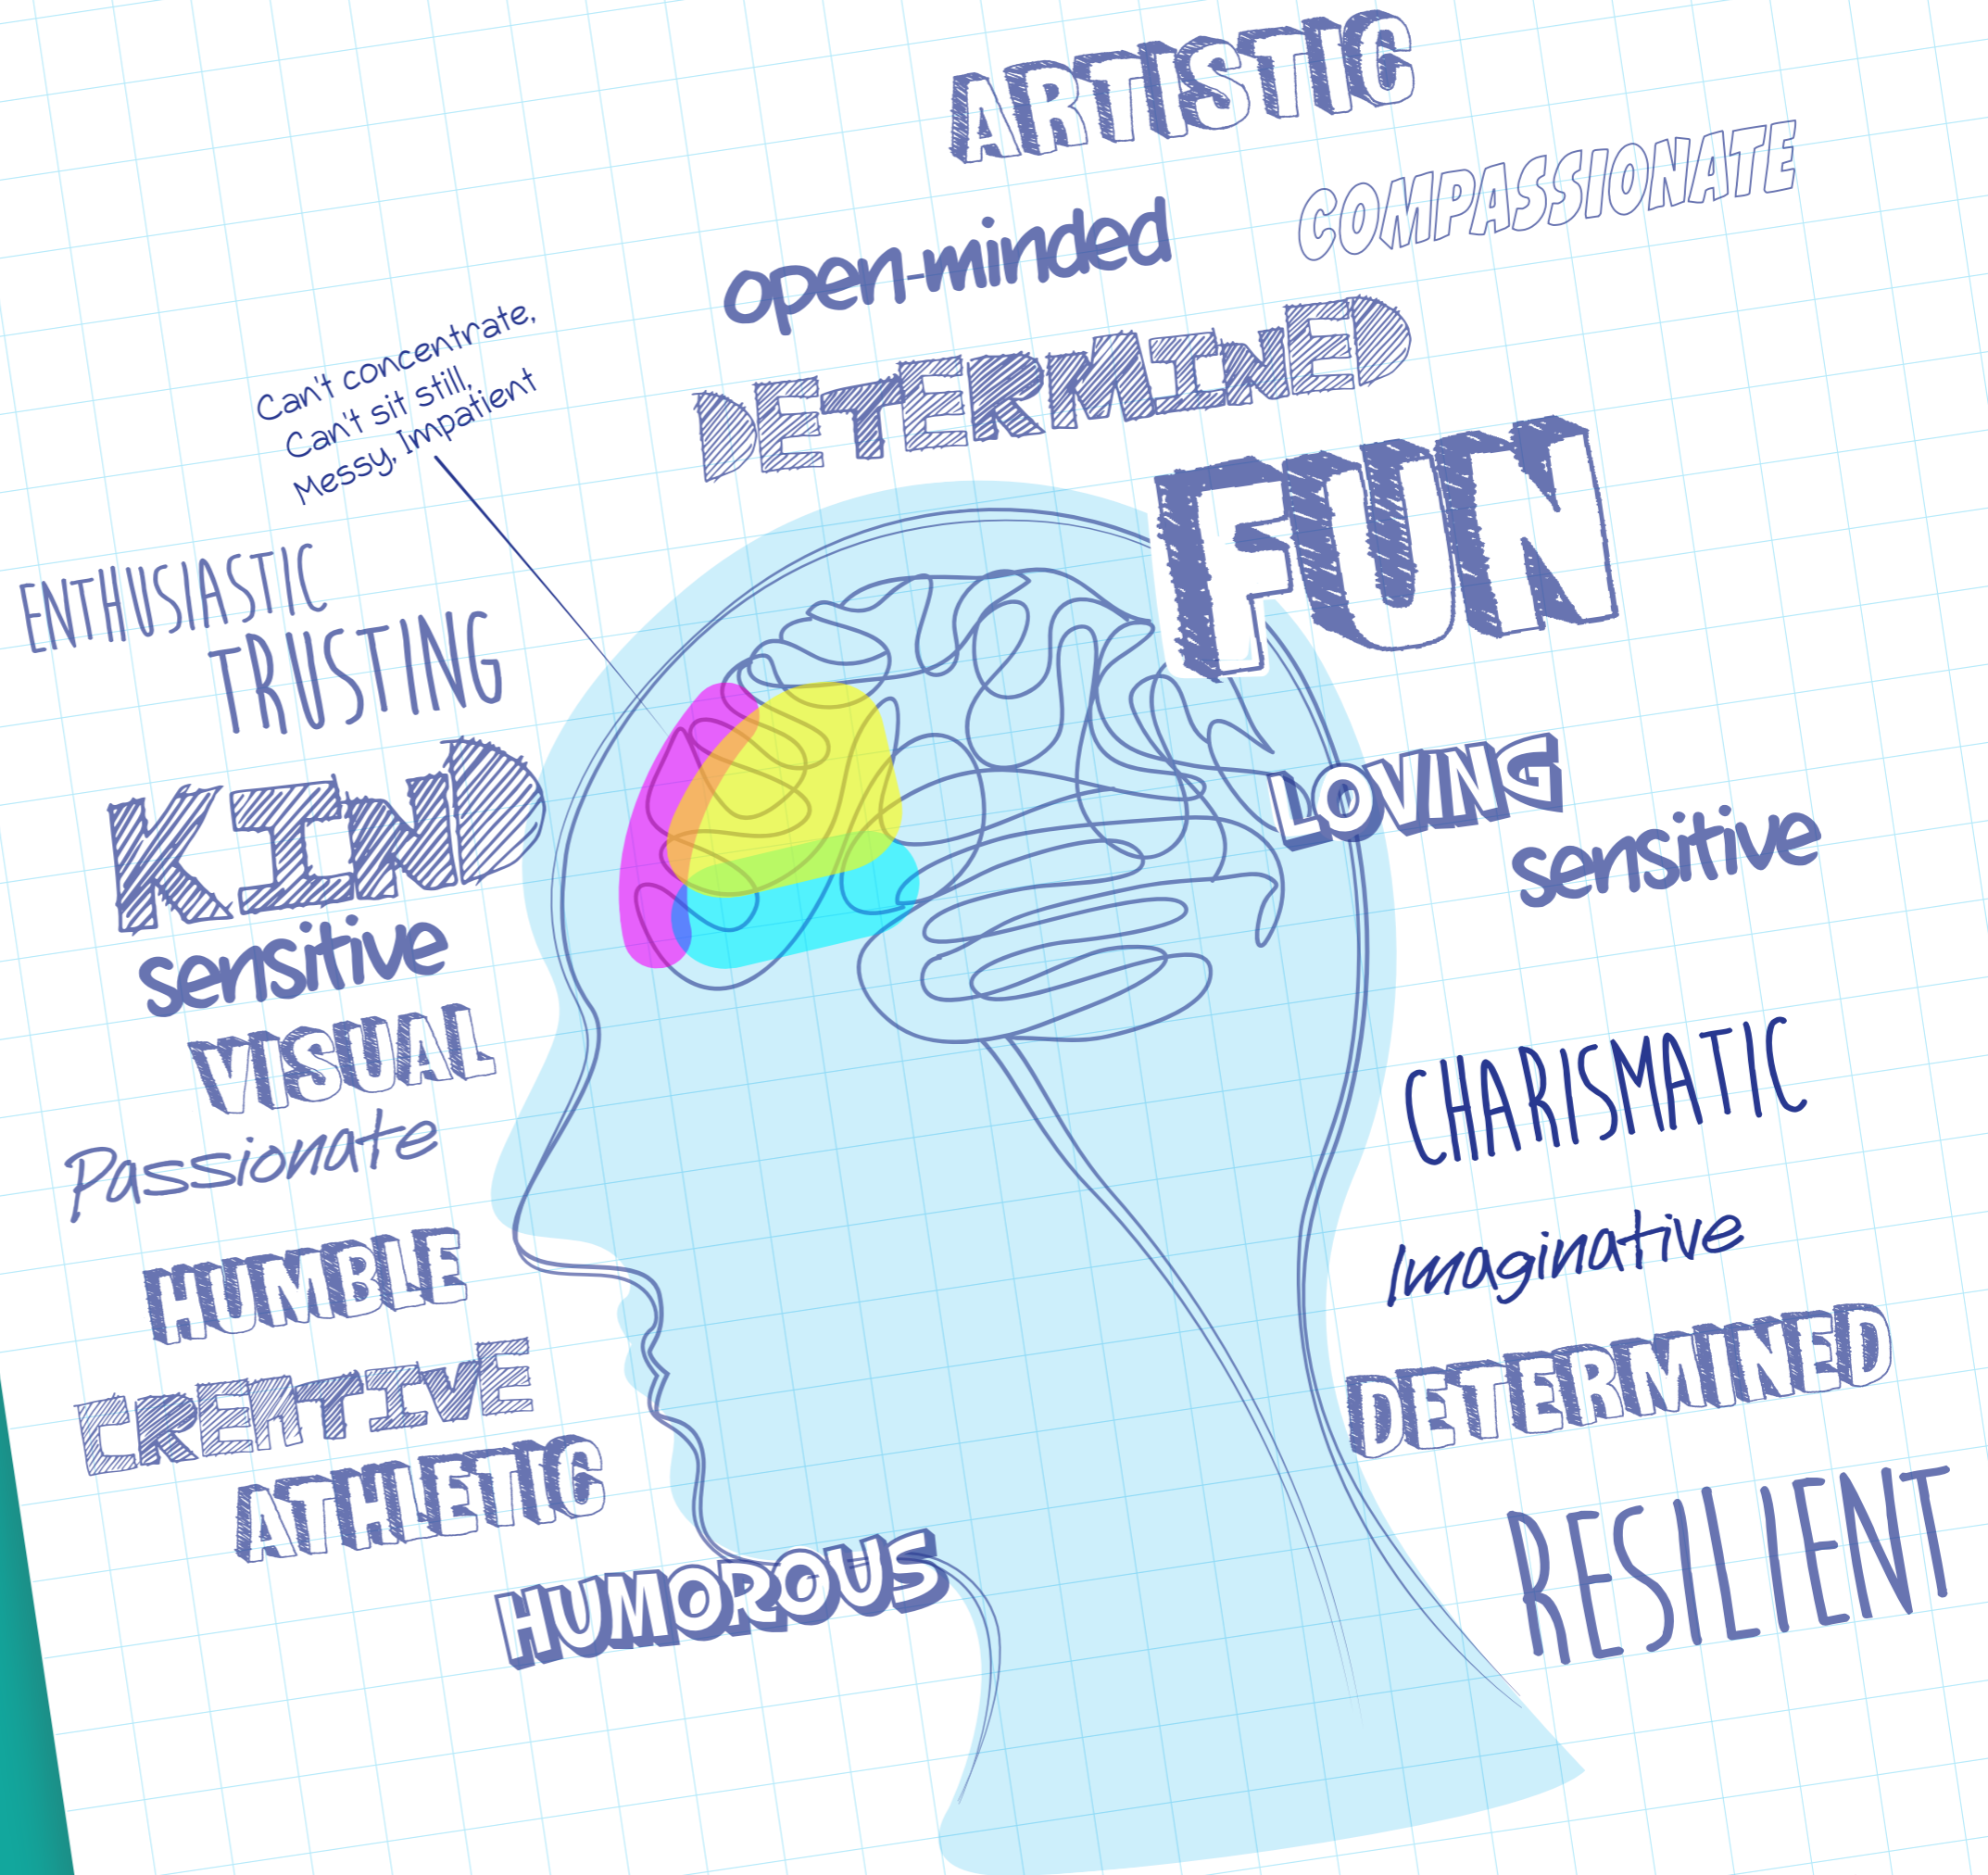 ARTISTIC
COMPASSIONATE
open-minded
DETERMINED
Can't concentrate,
Can't sit still,
Messy, Impatient
FUN
ENTHUSIASTIC
TRUSTING
KIND
sensitive
VISUAL
Passionate
HUMBLE
CREATIVE
ATHLETIC
HUMOROUS
LOVING
sensitive
CHARISMATIC
Imaginative
DETERMINED
RESILIENT